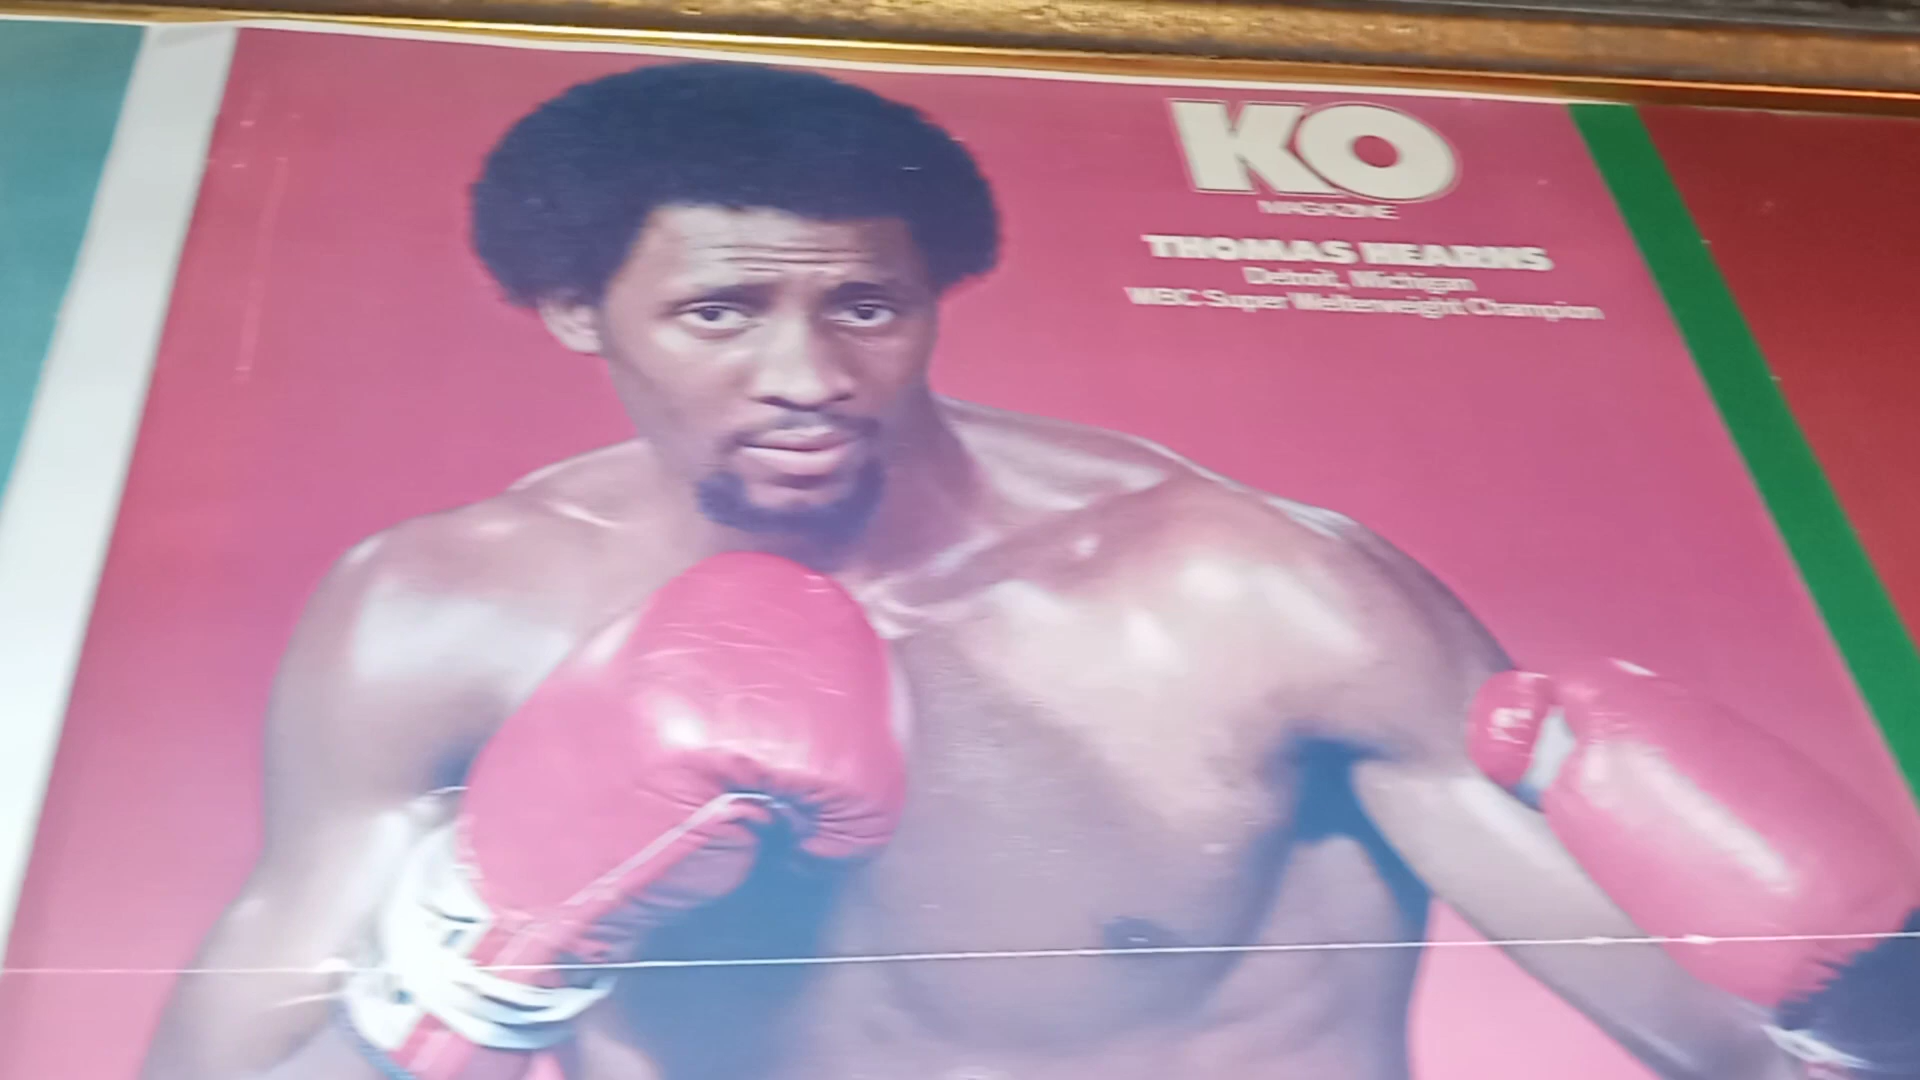 KO
MAGAZINE
THOMAS HEARNS
Detroit, Michigan
WBC Super Welterweight Champion